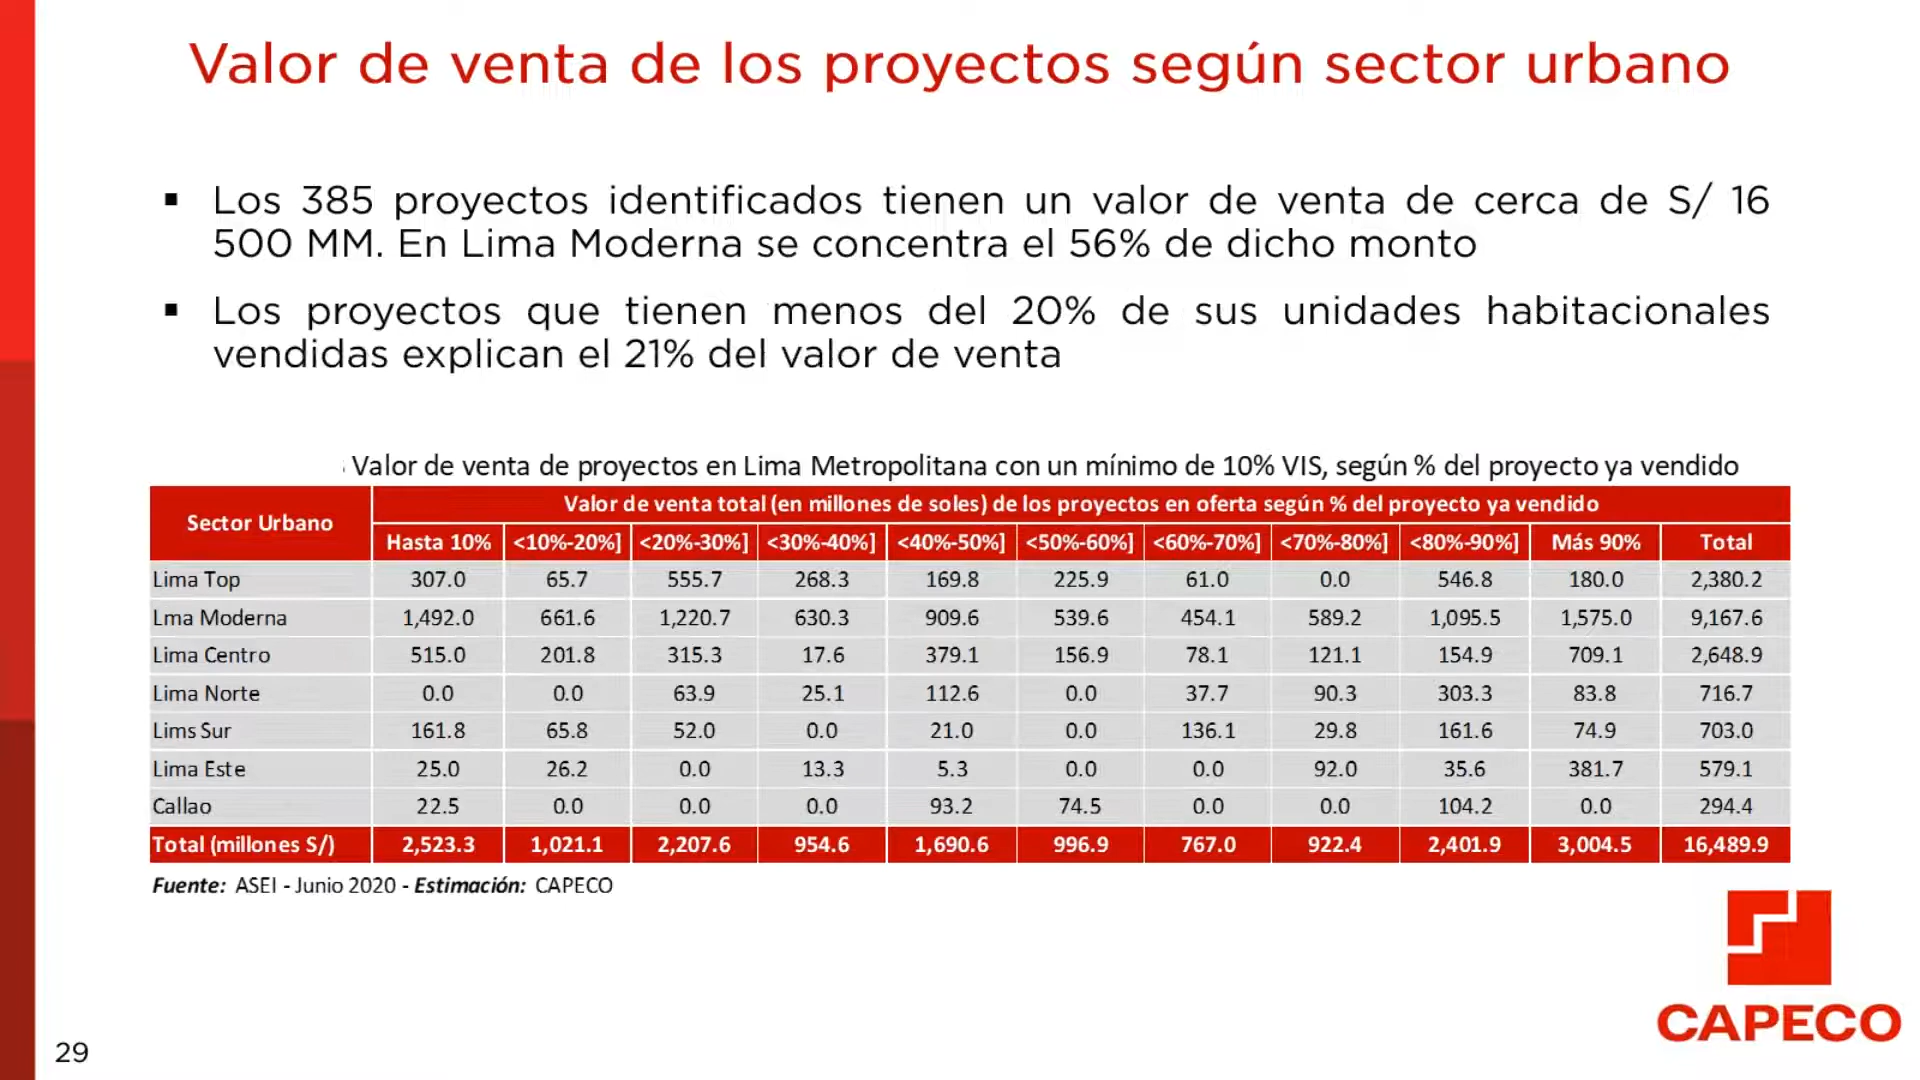 Valor de venta de los proyectos según sector urbano
▪ Los 385 proyectos identificados tienen un valor de venta de cerca de S/ 16
500 MM. En Lima Moderna se concentra el 56% de dicho monto
▪ Los proyectos que tienen menos del 20% de sus unidades habitacionales
vendidas explican el 21% del valor de venta
Valor de venta de proyectos en Lima Metropolitana con un mínimo de 10% VIS, según % del proyecto ya vendido
Sector Urbano
Valor de venta total (en millones de soles) de los proyectos en oferta según % del proyecto ya vendido
Hasta 10% <10%-20%] <20%-30%] <30%-40%] <40%-50%] <50%-60%] <60%-70%] <70%-80%] <80%-90%] Más 90% Total
Lima Top 307.0 65.7 555.7 268.3 169.8 225.9 61.0 0.0 546.8 180.0 2,380.2
Lma Moderna 1,492.0 661.6 1,220.7 630.3 909.6 539.6 454.1 589.2 1,095.5 1,575.0 9,167.6
Lima Centro 515.0 201.8 315.3 17.6 379.1 156.9 78.1 121.1 154.9 709.1 2,648.9
Lima Norte 0.0 0.0 63.9 25.1 112.6 0.0 37.7 90.3 303.3 83.8 716.7
Lims Sur 161.8 65.8 52.0 0.0 21.0 0.0 136.1 29.8 161.6 74.9 703.0
Lima Este 25.0 26.2 0.0 13.3 5.3 0.0 0.0 92.0 35.6 381.7 579.1
Callao 22.5 0.0 0.0 0.0 93.2 74.5 0.0 0.0 104.2 0.0 294.4
Total (millones S/) 2,523.3 1,021.1 2,207.6 954.6 1,690.6 996.9 767.0 922.4 2,401.9 3,004.5 16,489.9
Fuente: ASEI - Junio 2020 - Estimación: CAPECO
CAPECO
29